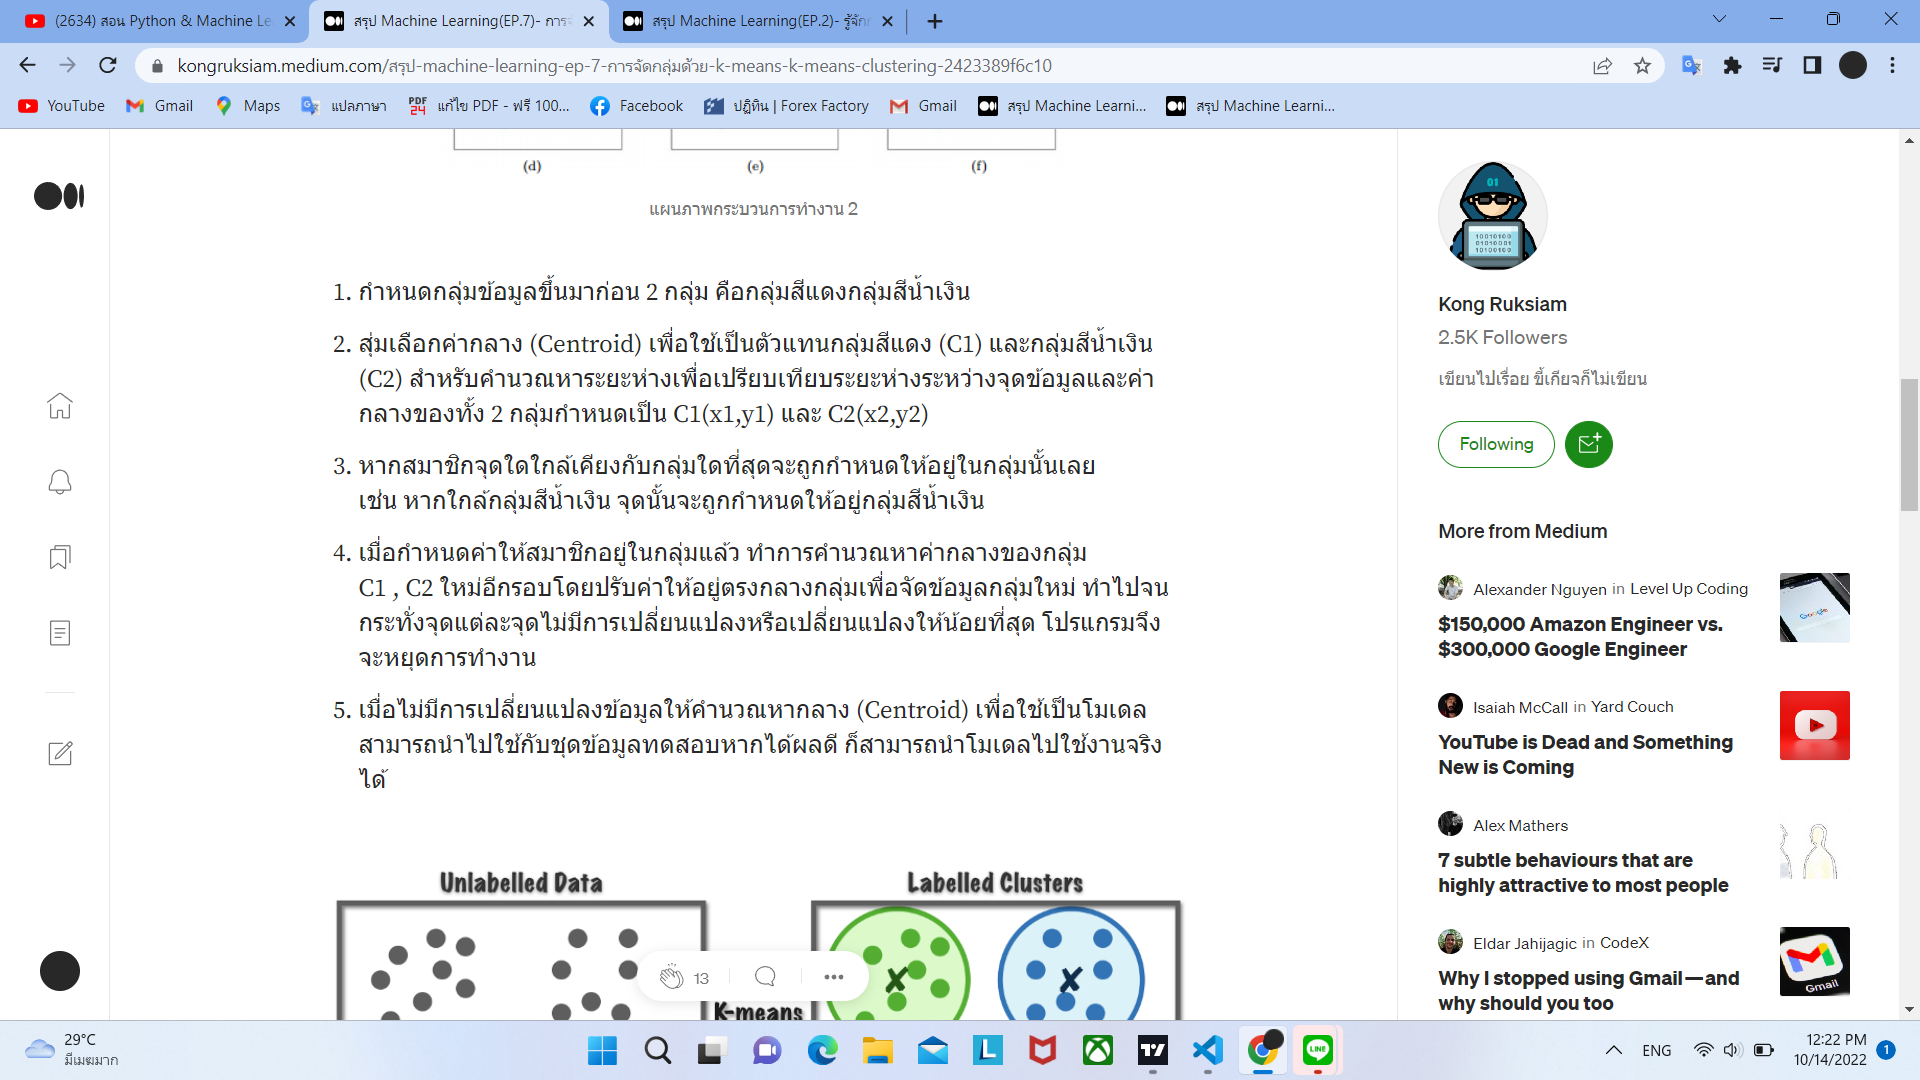 (2634) สอน Python & Machine Le
สรุป Machine Learning(EP.7)- การจ
สรุป Machine Learning(EP.2)- รู้จัก
kongruksiam.medium.com/สรุป-machine-learning-ep-7-การจัดกลุ่มด้วย-k-means-k-means-clustering-2423389f6c10
YouTube
Gmail
Maps
แปลภาษา
แก้ไข PDF - ฟรี 100...
Facebook
ปฏิทิน | Forex Factory
Gmail
สรุป Machine Learni...
สรุป Machine Learni...
(d) (e) (f)
แผนภาพกระบวนการทำงาน 2
1. กำหนดกลุ่มข้อมูลขึ้นมาก่อน 2 กลุ่ม คือกลุ่มสีแดงกลุ่มสีน้ำเงิน
2. สุ่มเลือกค่ากลาง (Centroid) เพื่อใช้เป็นตัวแทนกลุ่มสีแดง (C1) และกลุ่มสีน้ำเงิน
(C2) สำหรับคำนวณหาระยะห่างเพื่อเปรียบเทียบระยะห่างระหว่างจุดข้อมูลและค่า
กลางของทั้ง 2 กลุ่มกำหนดเป็น C1(x1,y1) และ C2(x2,y2)
3. หากสมาชิกจุดใดใกล้เคียงกับกลุ่มใดที่สุดจะถูกกำหนดให้อยู่ในกลุ่มนั้นเลย
เช่น หากใกล้กลุ่มสีน้ำเงิน จุดนั้นจะถูกกำหนดให้อยู่กลุ่มสีน้ำเงิน
4. เมื่อกำหนดค่าให้สมาชิกอยู่ในกลุ่มแล้ว ทำการคำนวณหาค่ากลางของกลุ่ม
C1 , C2 ใหม่อีกรอบโดยปรับค่าให้อยู่ตรงกลางกลุ่มเพื่อจัดข้อมูลกลุ่มใหม่ ทำไปจน
กระทั่งจุดแต่ละจุดไม่มีการเปลี่ยนแปลงหรือเปลี่ยนแปลงให้น้อยที่สุด โปรแกรมจึง
จะหยุดการทำงาน
5. เมื่อไม่มีการเปลี่ยนแปลงข้อมูลให้คำนวณหากลาง (Centroid) เพื่อใช้เป็นโมเดล
สามารถนำไปใช้กับชุดข้อมูลทดสอบหากได้ผลดี ก็สามารถนำโมเดลไปใช้งานจริง
ได้
Unlabelled Data
Labelled Clusters
K-means
13
Kong Ruksiam
2.5K Followers
เขียนไปเรื่อย ขี้เกียจก็ไม่เขียน
Following
More from Medium
Alexander Nguyen in Level Up Coding
$150,000 Amazon Engineer vs.
$300,000 Google Engineer
Isaiah McCall in Yard Couch
YouTube is Dead and Something
New is Coming
Alex Mathers
7 subtle behaviours that are
highly attractive to most people
Eldar Jahijagic in CodeX
Why I stopped using Gmail — and
why should you too
29°C
มีเมฆมาก
ENG
12:22 PM
10/14/2022
1